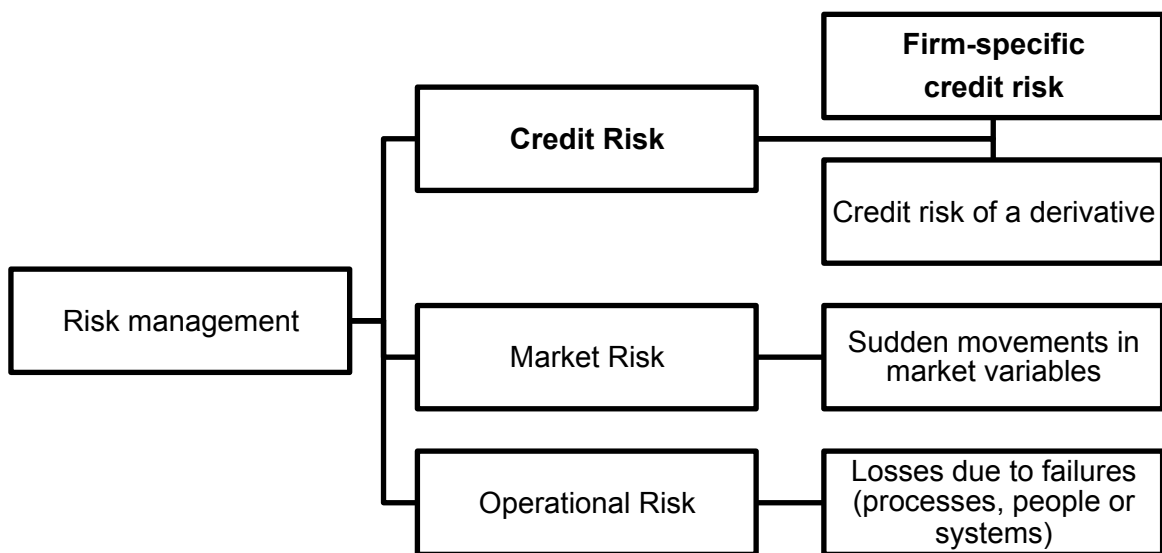 Firm-specific
credit risk
Credit Risk
Credit risk of a derivative
Risk management
Market Risk
Sudden movements in
market variables
Operational Risk
Losses due to failures
(processes, people or
systems)